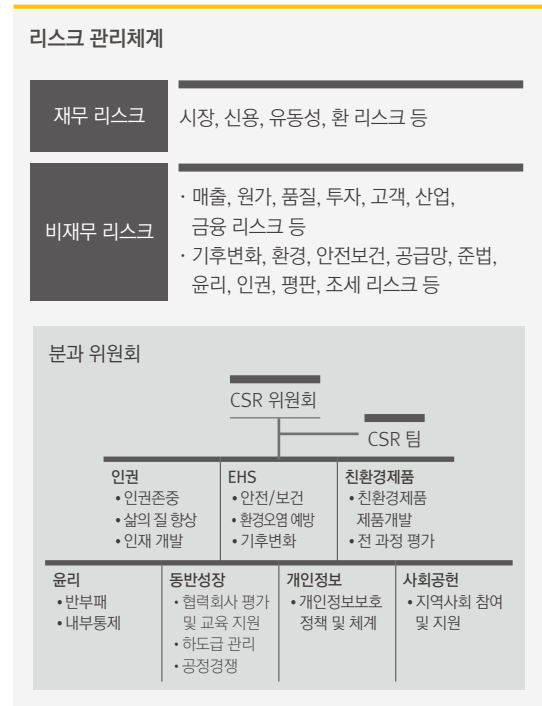 리스크 관리체계
재무 리스크
시장, 신용, 유동성, 환 리스크 등
비재무 리스크
· 매출, 원가, 품질, 투자, 고객, 산업,
금융 리스크 등
· 기후변화, 환경, 안전보건, 공급망, 준법,
윤리, 인권, 평판, 조세 리스크 등
분과 위원회
CSR 위원회
CSR 팀
인권
• 인권존중
• 삶의 질 향상
• 인재 개발
EHS
• 안전/보건
• 환경오염 예방
• 기후변화
친환경제품
• 친환경제품
제품개발
• 전 과정 평가
윤리
• 반부패
• 내부통제
동반성장
• 협력회사 평가
및 교육 지원
• 하도급 관리
• 공정경쟁
개인정보
• 개인정보보호
정책 및 체계
사회공헌
• 지역사회 참여
및 지원